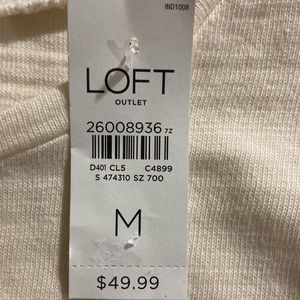 IND1008
LOFT
OUTLET
26008936 7Z
D401 CL5 C4899
S 474310 SZ 700
M
$49.99